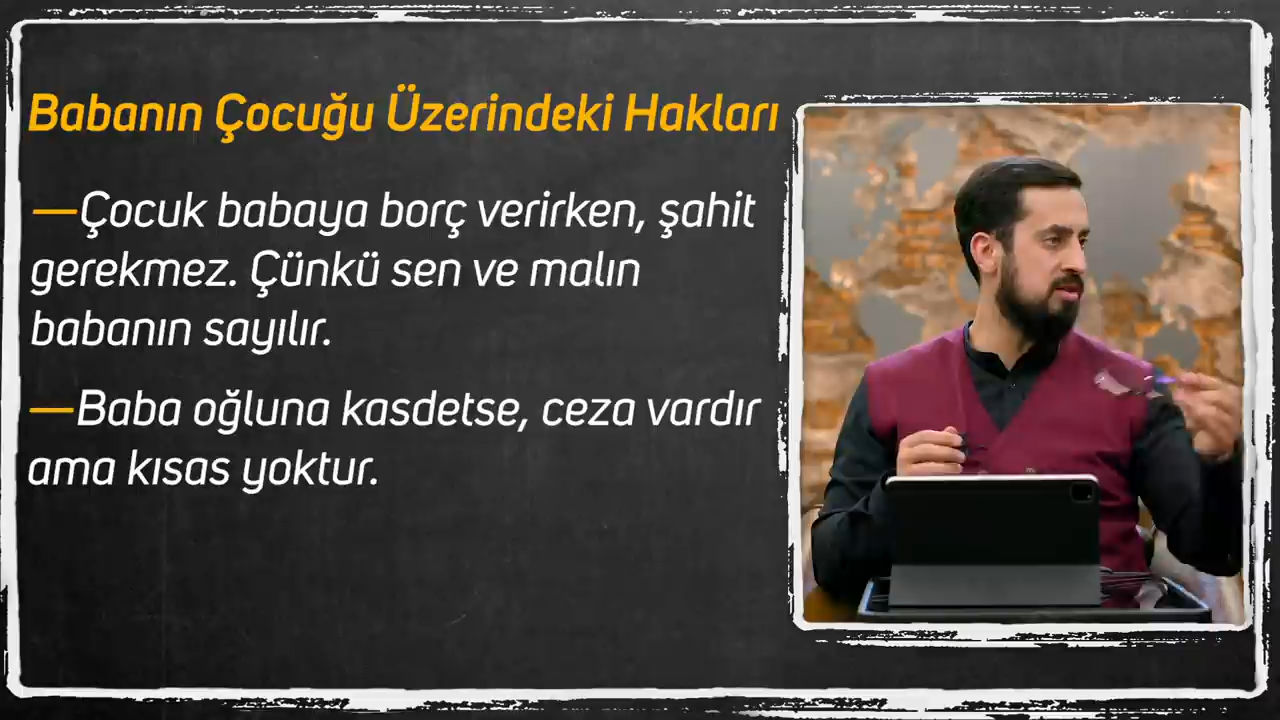 Babanın Çocuğu Üzerindeki Hakları
—Çocuk babaya borç verirken, şahit
gerekmez. Çünkü sen ve malın
babanın sayılır.
—Baba oğluna kasdetse, ceza vardır
ama kısas yoktur.